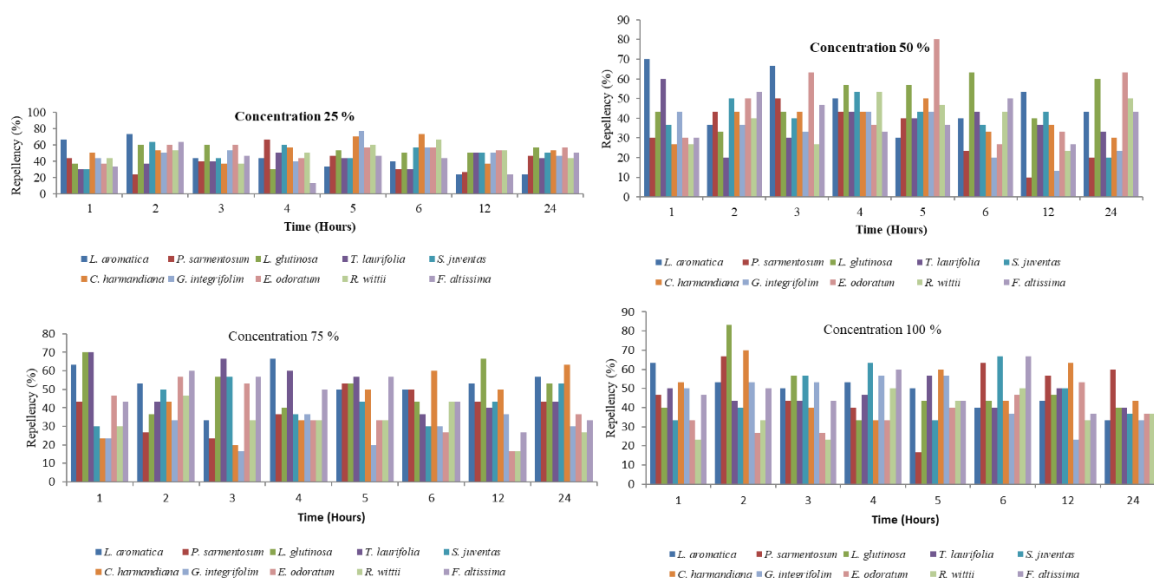 Concentration 25 %
Repellency (%)
100
80
60
40
20
0
1 2 3 4 5 6 12 24
Time (Hours)
L. aromatica P. sarmentosum L. glutinosa T. laurifolia S. juventas
C. harmandiana G. integrifolim E. odoratum R. wittii F. altissima
Concentration 50 %
Repellency (%)
90
80
70
60
50
40
30
20
10
0
1 2 3 4 5 6 12 24
Time (Hours)
L. aromatica P. sarmentosum L. glutinosa T. laurifolia S. juventas
C. harmandiana G. integrifolim E. odoratum R. wittii F. altissima
Concentration 75 %
Repellency (%)
80
70
60
50
40
30
20
10
0
1 2 3 4 5 6 12 24
Time (Hours)
L. aromatica P. sarmentosum L. glutinosa T. laurifolia S. juventas
C. harmandiana G. integrifolim E. odoratum R. wittii F. altissima
Concentration 100 %
Repellency (%)
90
80
70
60
50
40
30
20
10
0
1 2 3 4 5 6 12 24
Time (Hours)
L. aromatica P. sarmentosum L. glutinosa T. laurifolia S. juventas
C. harmandiana G. integrifolim E. odoratum R. wittii F. altissima